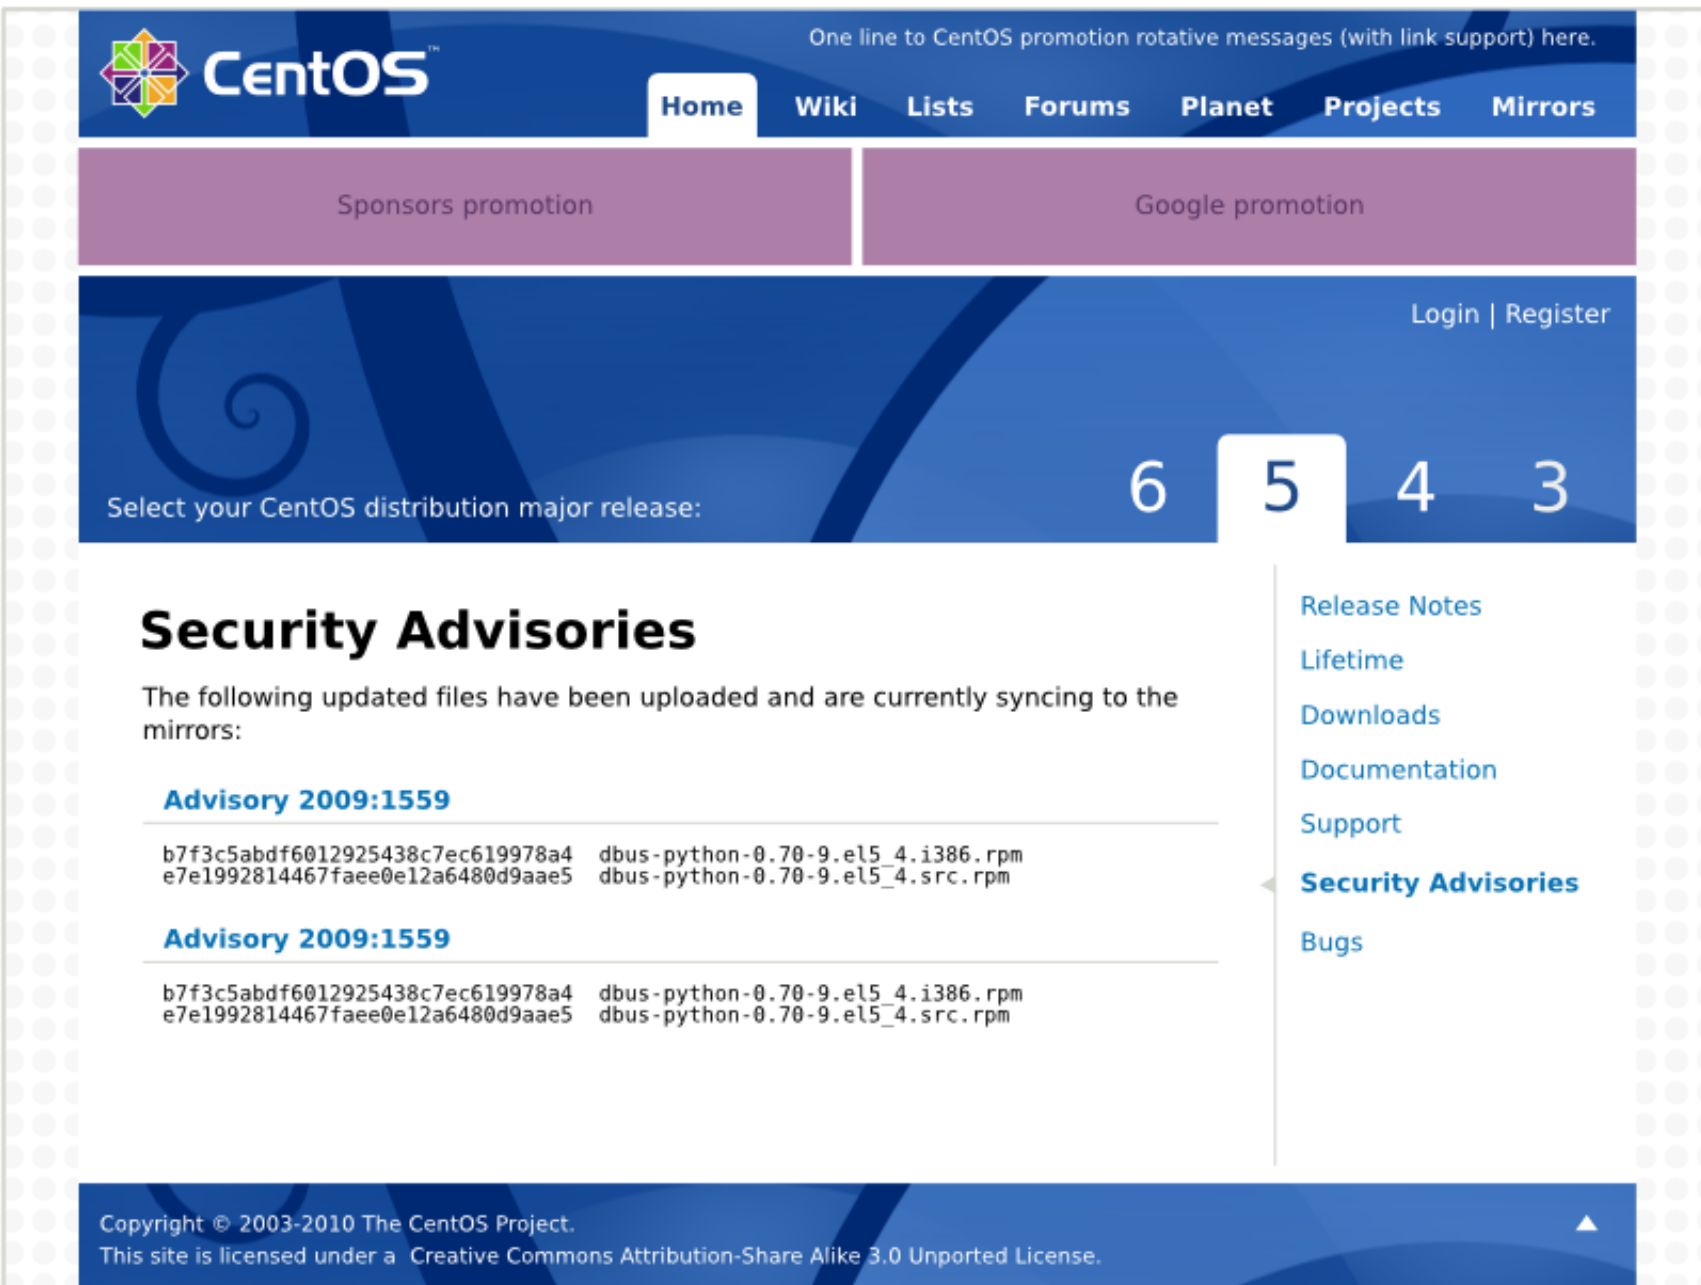 CentOS™
One line to CentOS promotion rotative messages (with link support) here.
Home Wiki Lists Forums Planet Projects Mirrors
Sponsors promotion
Google promotion
Login | Register
Select your CentOS distribution major release:
6 5 4 3
Security Advisories
The following updated files have been uploaded and are currently syncing to the
mirrors:
Advisory 2009:1559
b7f3c5abdf6012925438c7ec619978a4 dbus-python-0.70-9.el5_4.i386.rpm
e7e1992814467faee0e12a6480d9aae5 dbus-python-0.70-9.el5_4.src.rpm
Advisory 2009:1559
b7f3c5abdf6012925438c7ec619978a4 dbus-python-0.70-9.el5_4.i386.rpm
e7e1992814467faee0e12a6480d9aae5 dbus-python-0.70-9.el5_4.src.rpm
Release Notes
Lifetime
Downloads
Documentation
Support
Security Advisories
Bugs
Copyright © 2003-2010 The CentOS Project.
This site is licensed under a Creative Commons Attribution-Share Alike 3.0 Unported License.